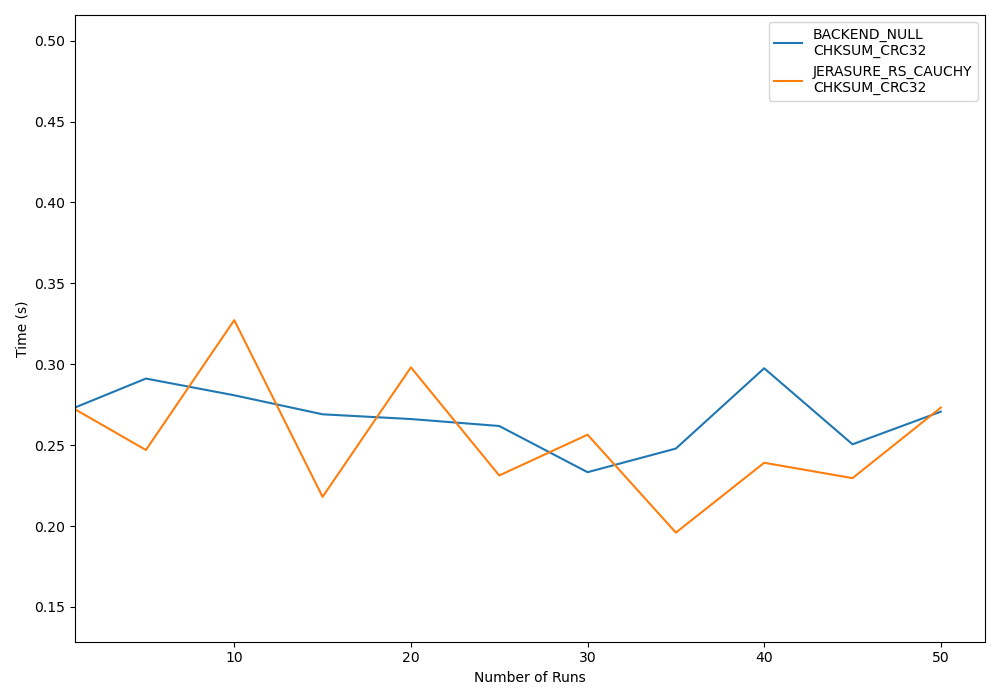 BACKEND_NULL
CHKSUM_CRC32
JERASURE_RS_CAUCHY
CHKSUM_CRC32
0.50
0.45
0.40
0.35
0.30
0.25
0.20
0.15
Time (s)
10 20 30 40 50
Number of Runs